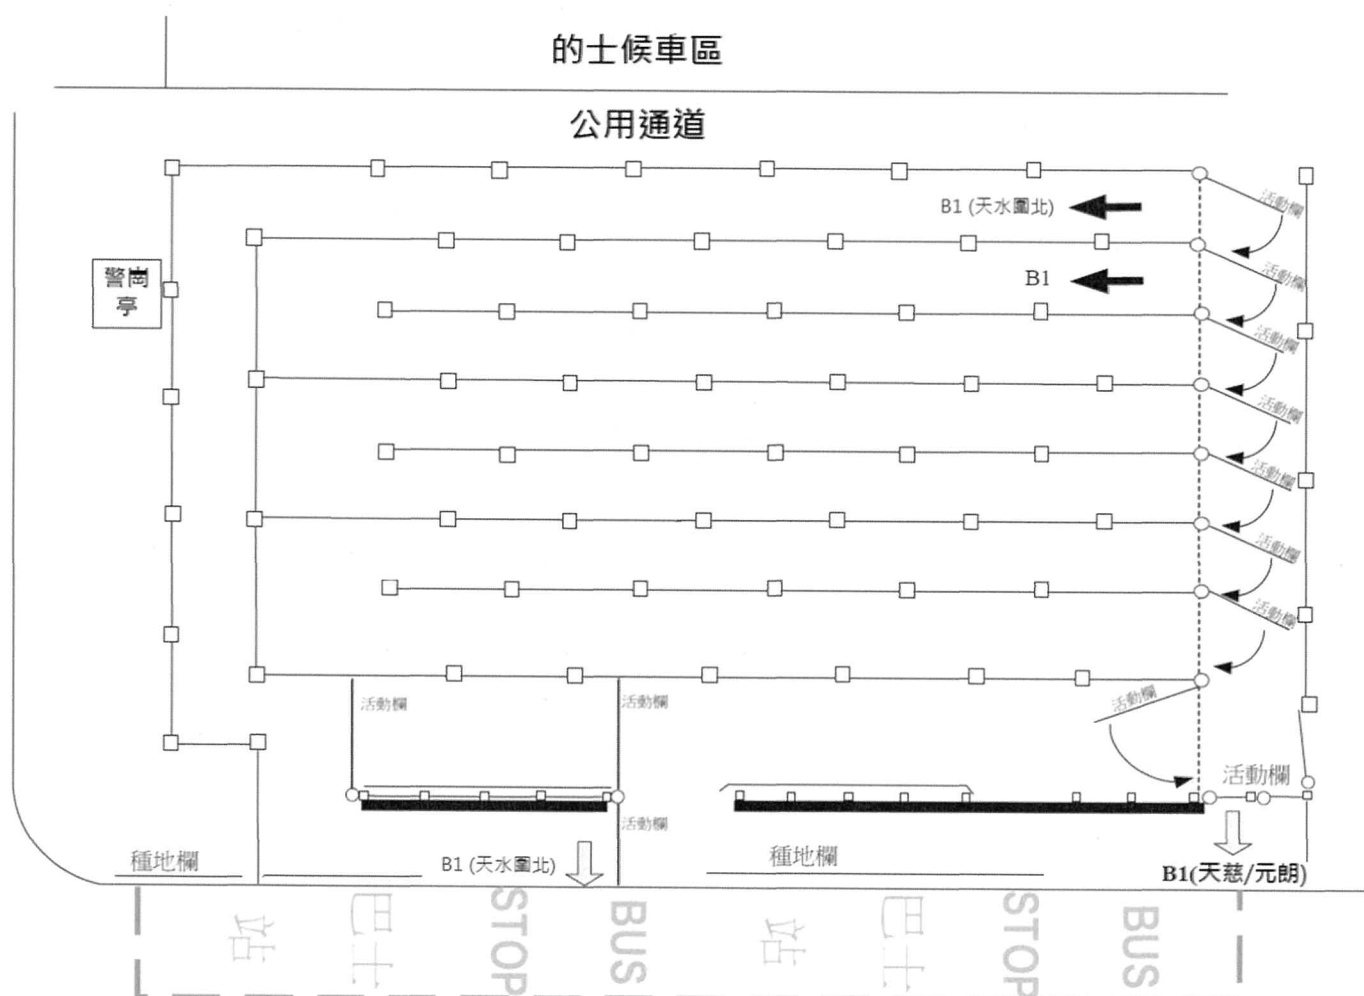 的士候車區
公用通道
B1 (天水圍北)
活動欄
活動欄
B1
警崗
亭
活動欄
活動欄
活動欄
活動欄
活動欄
活動欄
活動欄
活動欄
活動欄
活動欄
種地欄
B1 (天水圍北)
種地欄
B1(天慈/元朗)
站
巴士
STOP
BUS
站
巴士
STOP
BUS